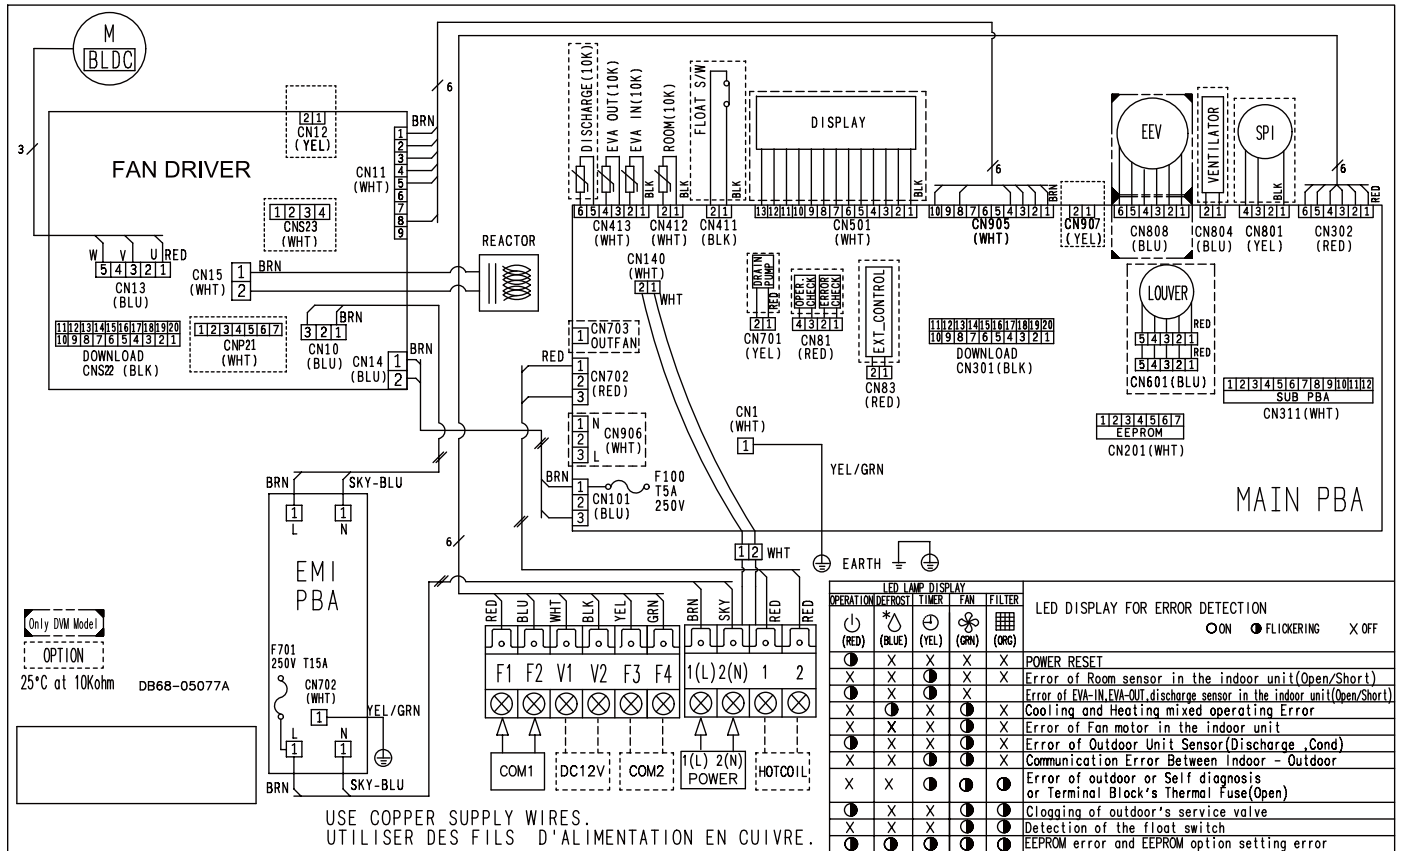 M
BLDC
3
FAN DRIVER
2 1
CN12
(YEL)
BRN
6
1
2
3
4
5
6
7
8
9
CN11
(WHT)
1 2 3 4
CNS23
(WHT)
W V U RED
5 4 3 2 1
CN13
(BLU)
CN15
(WHT)
1
2
BRN
REACTOR
11 12 13 14 15 16 17 18 19 20
10 9 8 7 6 5 4 3 2 1
DOWNLOAD
CNS22 (BLK)
1 2 3 4 5 6 7
CNP21
(WHT)
BRN
3 2 1
CN10
(BLU)
CN14
(BLU)
1
2
BRN
DISCHARGE(10K)
EVA OUT(10K)
EVA IN(10K)
ROOM(10K)
BLK
BLK
6 5 4 3 2 1
CN413
(WHT)
2 1
CN412
(WHT)
FLOAT S/W
BLK
2 1
CN411
(BLK)
DISPLAY
BLK
13 12 11 10 9 8 7 6 5 4 3 2 1
CN501
(WHT)
6
BRN
10 9 8 7 6 5 4 3 2 1
CN905
(WHT)
2 1
CN907
(YEL)
EEV
6 5 4 3 2 1
CN808
(BLU)
VENTILATOR
2 1
CN804
(BLU)
SPI
BLK
4 3 2 1
CN801
(YEL)
6
RED
6 5 4 3 2 1
CN302
(RED)
CN140
(WHT)
2 1
WHT
DRAIN
PUMP
RED
2 1
CN701
(YEL)
OPER.
CHECK
ERROR
CHECK
4 3 2 1
CN81
(RED)
EXT_CONTROL
2 1
CN83
(RED)
11 12 13 14 15 16 17 18 19 20
10 9 8 7 6 5 4 3 2 1
DOWNLOAD
CN301(BLK)
LOUVER
RED
5 4 3 2 1
RED
5 4 3 2 1
CN601(BLU)
1 2 3 4 5 6 7 8 9 10 11 12
SUB PBA
CN311(WHT)
1 2 3 4 5 6 7
EEPROM
CN201(WHT)
1
CN703
OUTFAN
RED
1
2
3
CN702
(RED)
1 N
2
3 L
CN906
(WHT)
BRN
1
2
3
CN101
(BLU)
F100
T5A
250V
CN1
(WHT)
1
YEL/GRN
MAIN PBA
1 2 WHT
EARTH
BRN
SKY-BLU
1
L
1
N
EMI
PBA
F701
250V T15A
CN702
(WHT)
1
YEL/GRN
L
1
N
1
BRN
SKY-BLU
Only DVM Model
OPTION
25°C at 10Kohm
DB68-05077A
6
RED
BLU
WHT
BLK
YEL
GRN
F1 F2 V1 V2 F3 F4
COM1
DC12V
COM2
BRN
SKY
RED
RED
1(L) 2(N) 1 2
1(L) 2(N)
POWER
HOTCOIL
USE COPPER SUPPLY WIRES.
UTILISER DES FILS D'ALIMENTATION EN CUIVRE.
LED LAMP DISPLAY
OPERATION DEFROST TIMER FAN FILTER
(RED) (BLUE) (YEL) (GRN) (ORG)
LED DISPLAY FOR ERROR DETECTION
ON FLICKERING X OFF
X X X X POWER RESET
X X X X Error of Room sensor in the indoor unit(Open/Short)
X X Error of EVA-IN,EVA-OUT,discharge sensor in the indoor unit(Open/Short)
X X X Cooling and Heating mixed operating Error
X X X X Error of Fan motor in the indoor unit
X X X Error of Outdoor Unit Sensor(Discharge ,Cond)
X X X Communication Error Between Indoor - Outdoor
X X Error of outdoor or Self diagnosis
or Terminal Block's Thermal Fuse(Open)
X X Clogging of outdoor's service valve
X X X Detection of the float switch
EEPROM error and EEPROM option setting error